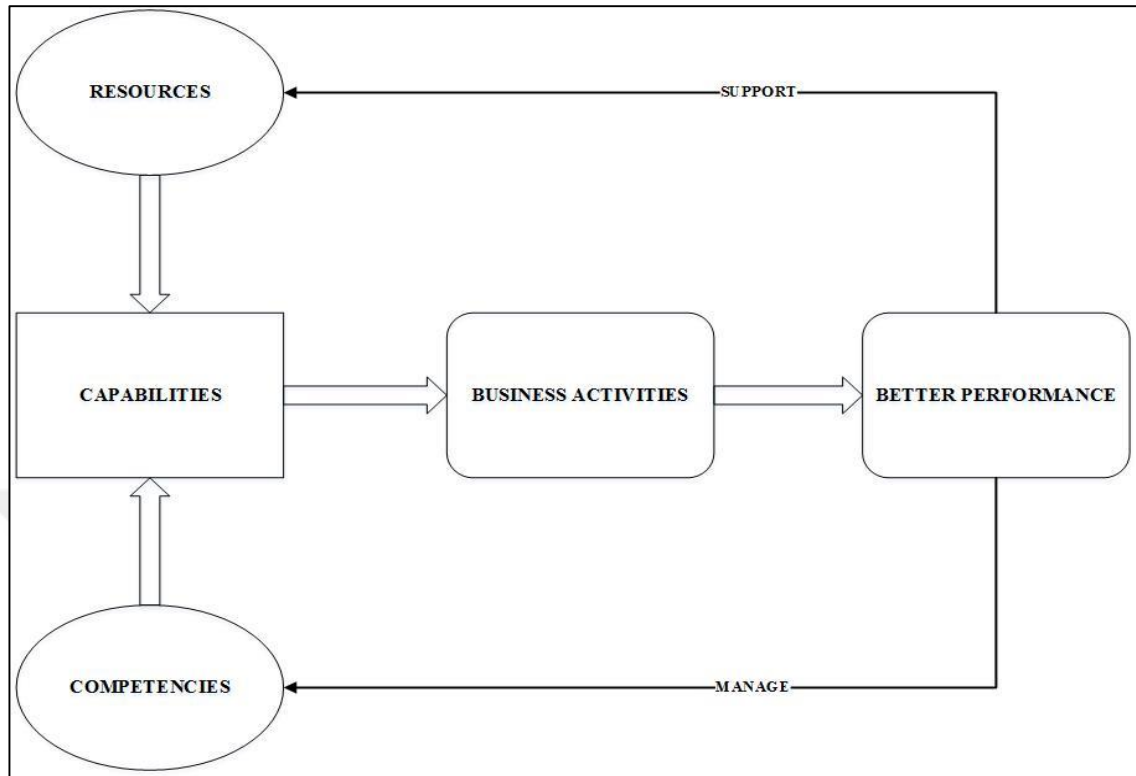 RESOURCES
SUPPORT
CAPABILITIES
BUSINESS ACTIVITIES
BETTER PERFORMANCE
COMPETENCIES
MANAGE